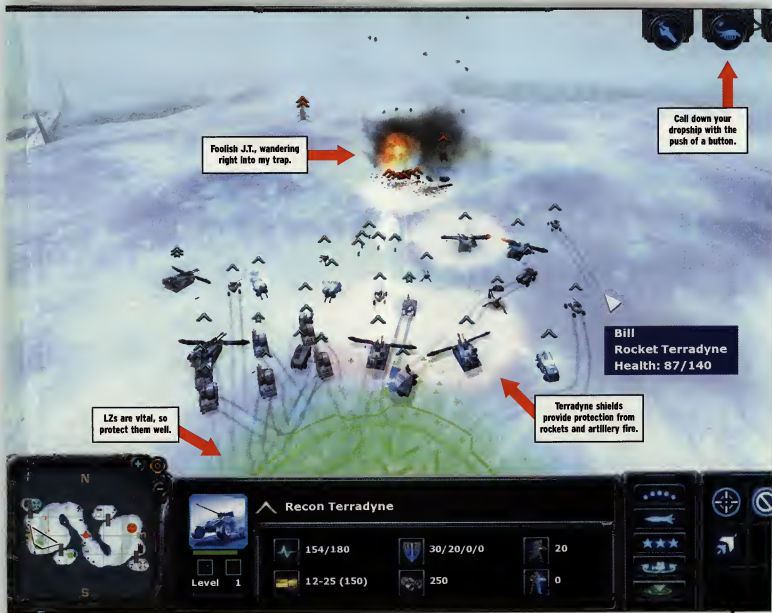 Call down your
dropship with the
push of a button.
Foolish J.T., wandering
right into my trap.
Bill
Rocket Terradyne
Health: 87/140
LZs are vital, so
protect them well.
Terradyne shields
provide protection from
rockets and artillery fire.
N
S
Recon Terradyne
Level 1
154/180
30/20/0/0
20
12-25 (150)
250
0